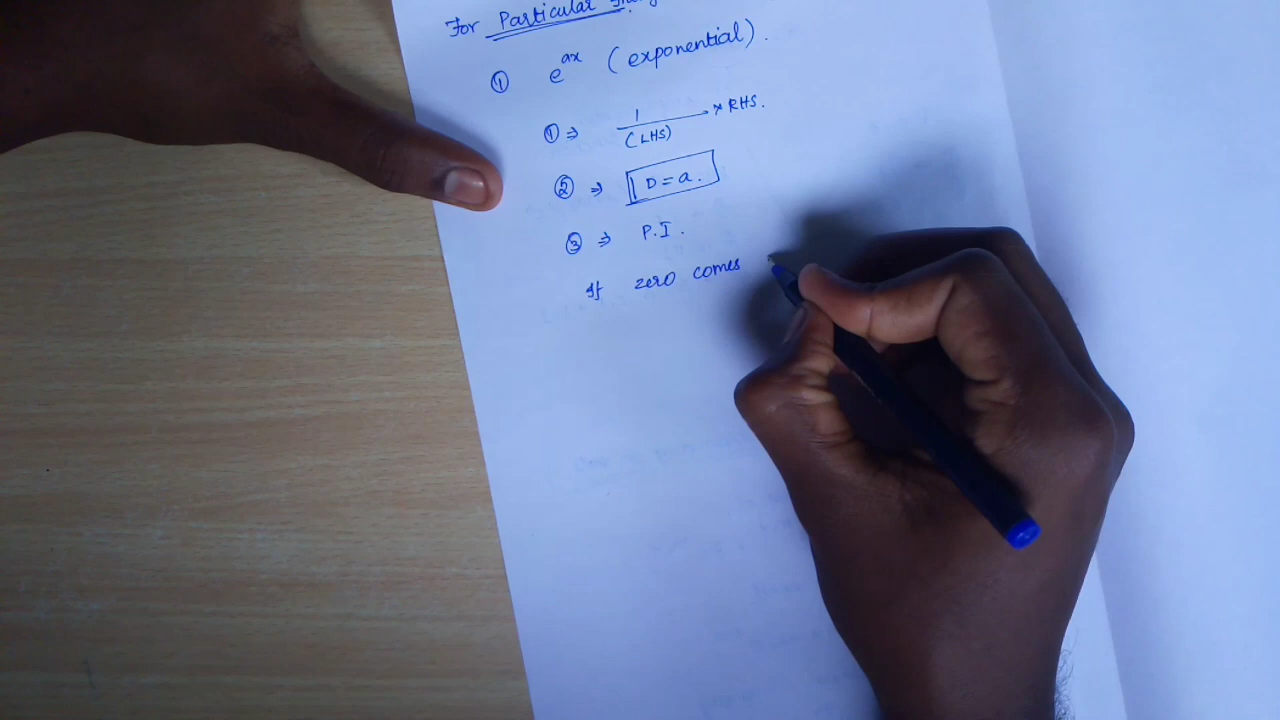 For Particular
① e^ax (exponential).
① ⇒ 1/(LHS) × RHS.
② ⇒ D = a.
③ ⇒ P.I.
If zero comes